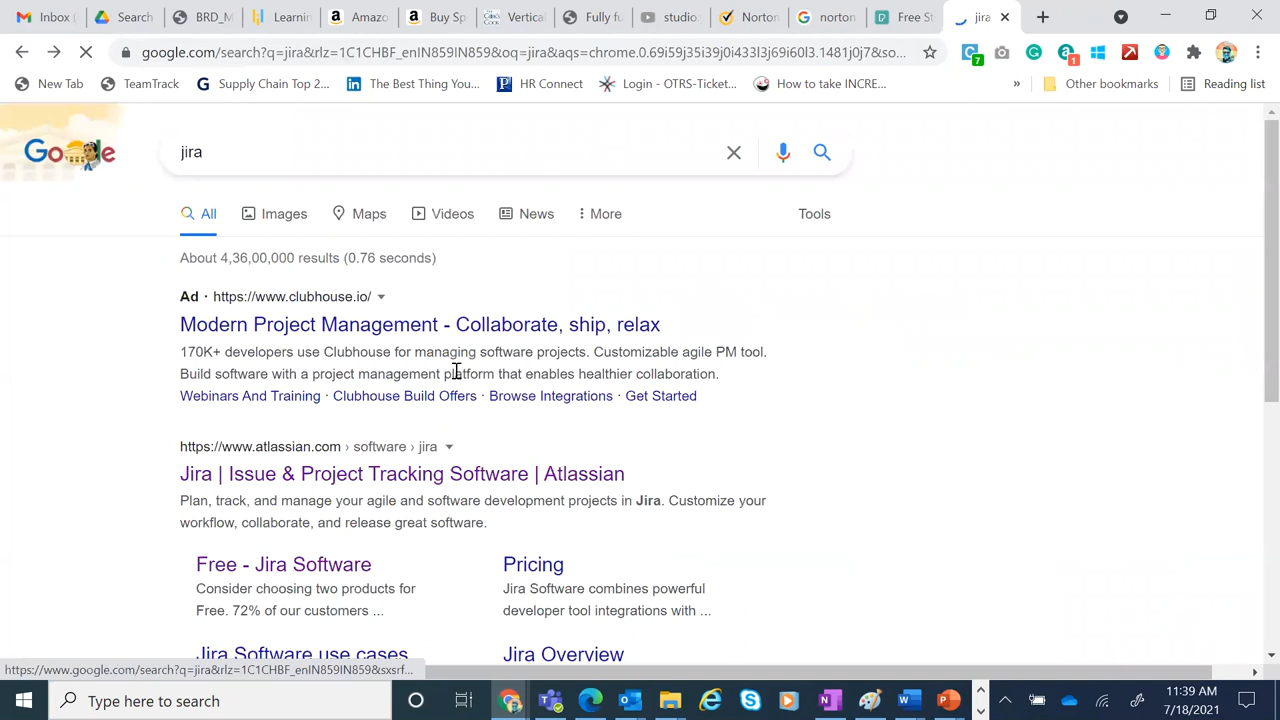 Inbox (
Search
BRD_M
Learnin
Amazo
Buy Sp
Vertica
Fully fu
studio.
Norton
norton
Free St
jira
google.com/search?q=jira&rlz=1C1CHBF_enIN859IN859&oq=jira&aqs=chrome.0.69i59j35i39j0i433l3j69i60l3.1481j0j7&so...
7
1
New Tab
TeamTrack
Supply Chain Top 2...
The Best Thing You...
HR Connect
Login - OTRS-Ticket...
How to take INCRE...
»
Other bookmarks
Reading list
Google
jira
All
Images
Maps
Videos
News
More
Tools
About 4,36,00,000 results (0.76 seconds)
Ad · https://www.clubhouse.io/
Modern Project Management - Collaborate, ship, relax
170K+ developers use Clubhouse for managing software projects. Customizable agile PM tool.
Build software with a project management platform that enables healthier collaboration.
Webinars And Training · Clubhouse Build Offers · Browse Integrations · Get Started
https://www.atlassian.com › software › jira
Jira | Issue & Project Tracking Software | Atlassian
Plan, track, and manage your agile and software development projects in Jira. Customize your
workflow, collaborate, and release great software.
Free - Jira Software
Consider choosing two products for
Free. 72% of our customers ...
Pricing
Jira Software combines powerful
developer tool integrations with ...
Jira Software use cases
Jira Overview
https://www.google.com/search?q=jira&rlz=1C1CHBF_enIN859IN859&sxsrf...
Type here to search
11:39 AM
7/18/2021